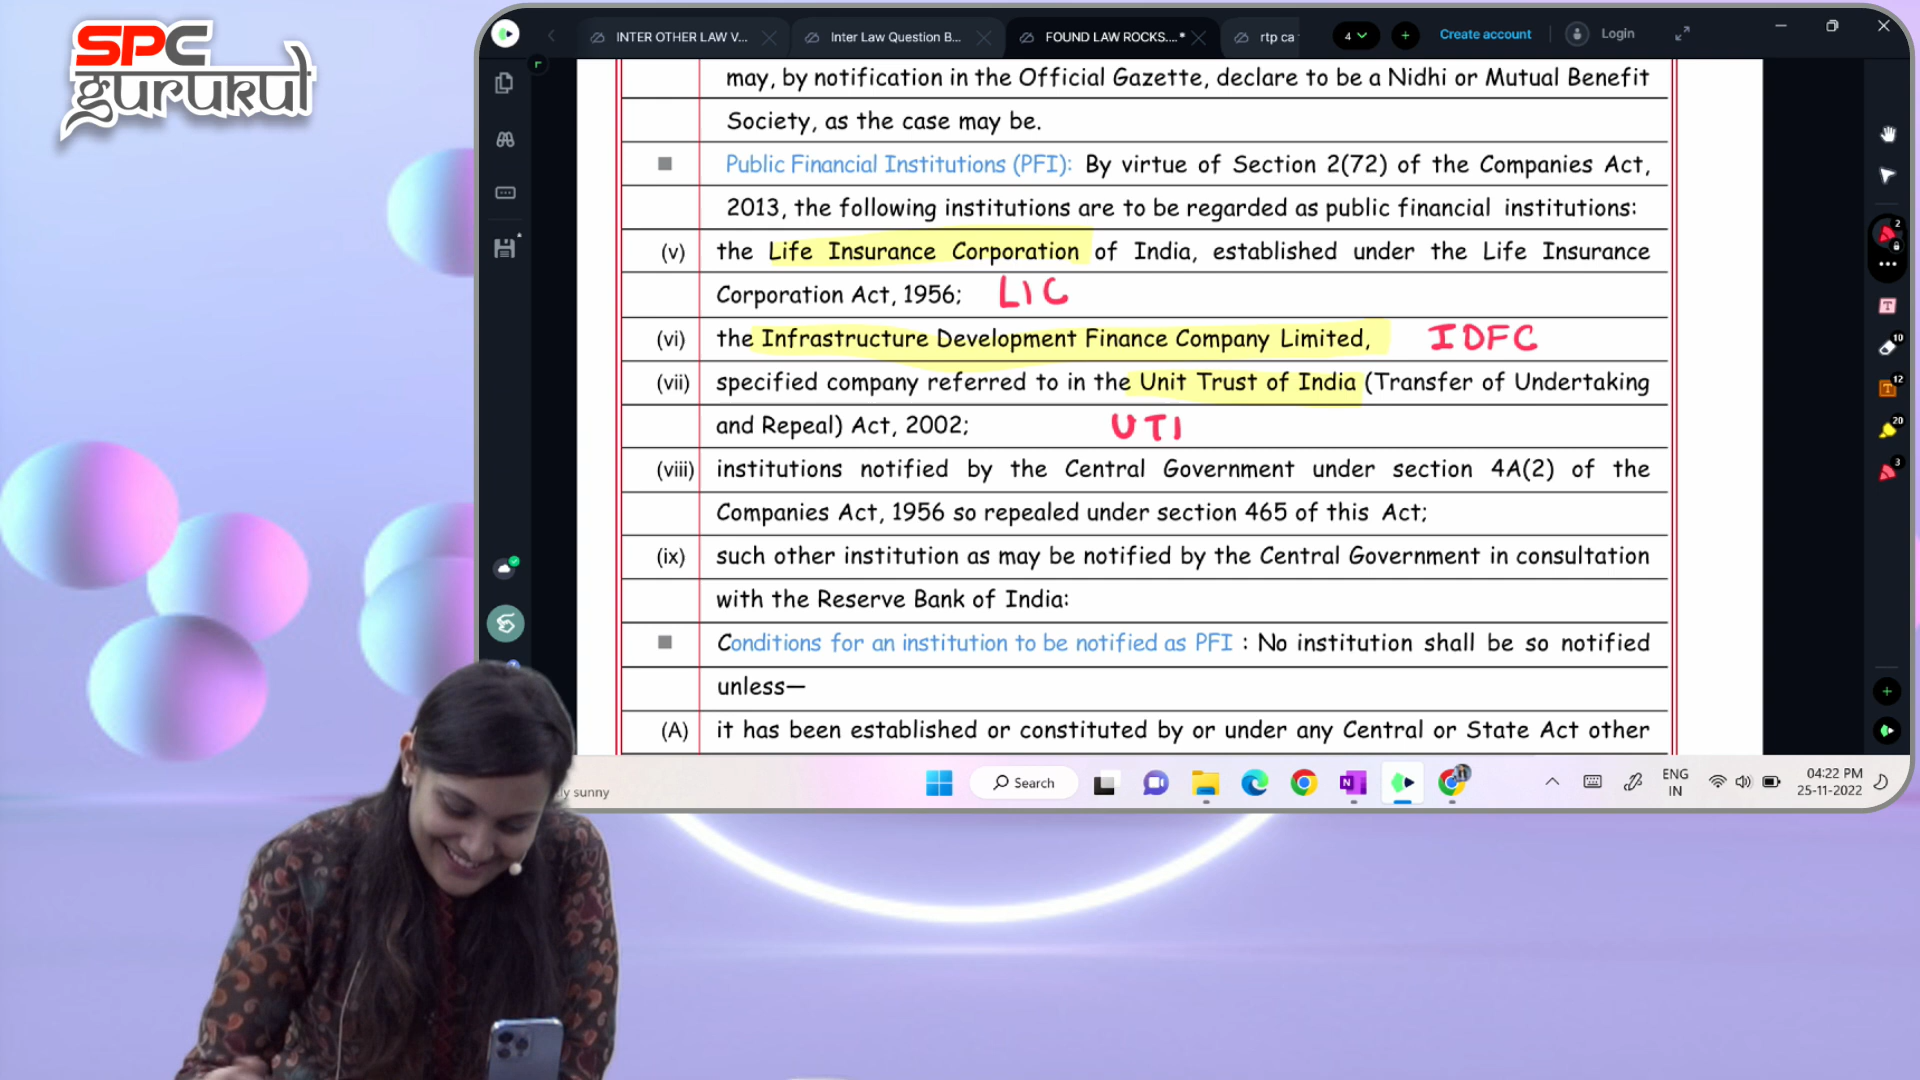 SPC
gurukul
INTER OTHER LAW V...
Inter Law Question B...
FOUND LAW ROCKS....*
rtp ca
4
Create account
Login
may, by notification in the Official Gazette, declare to be a Nidhi or Mutual Benefit
Society, as the case may be.
Public Financial Institutions (PFI): By virtue of Section 2(72) of the Companies Act,
2013, the following institutions are to be regarded as public financial institutions:
(v) the Life Insurance Corporation of India, established under the Life Insurance
Corporation Act, 1956; LIC
(vi) the Infrastructure Development Finance Company Limited, IDFC
(vii) specified company referred to in the Unit Trust of India (Transfer of Undertaking
and Repeal) Act, 2002; UTI
(viii) institutions notified by the Central Government under section 4A(2) of the
Companies Act, 1956 so repealed under section 465 of this Act;
(ix) such other institution as may be notified by the Central Government in consultation
with the Reserve Bank of India:
Conditions for an institution to be notified as PFI : No institution shall be so notified
unless—
(A) it has been established or constituted by or under any Central or State Act other
2
10
12
20
3
sunny
Search
ENG
IN
04:22 PM
25-11-2022